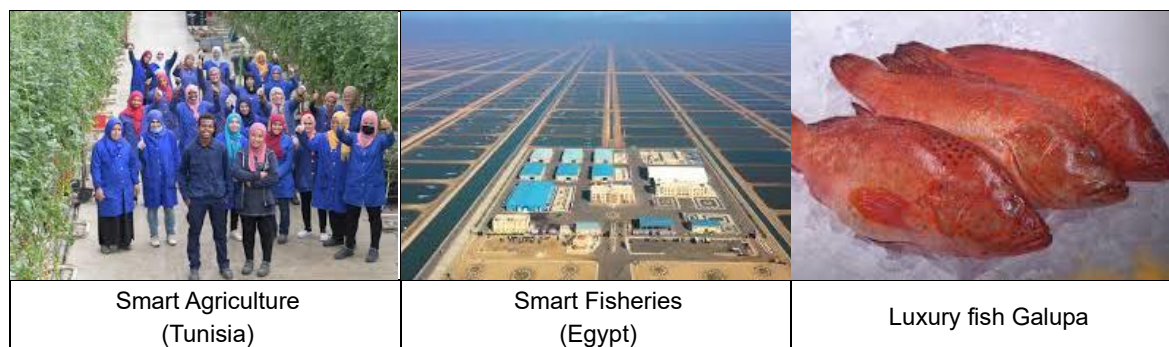 Smart Agriculture
(Tunisia)
Smart Fisheries
(Egypt)
Luxury fish Galupa